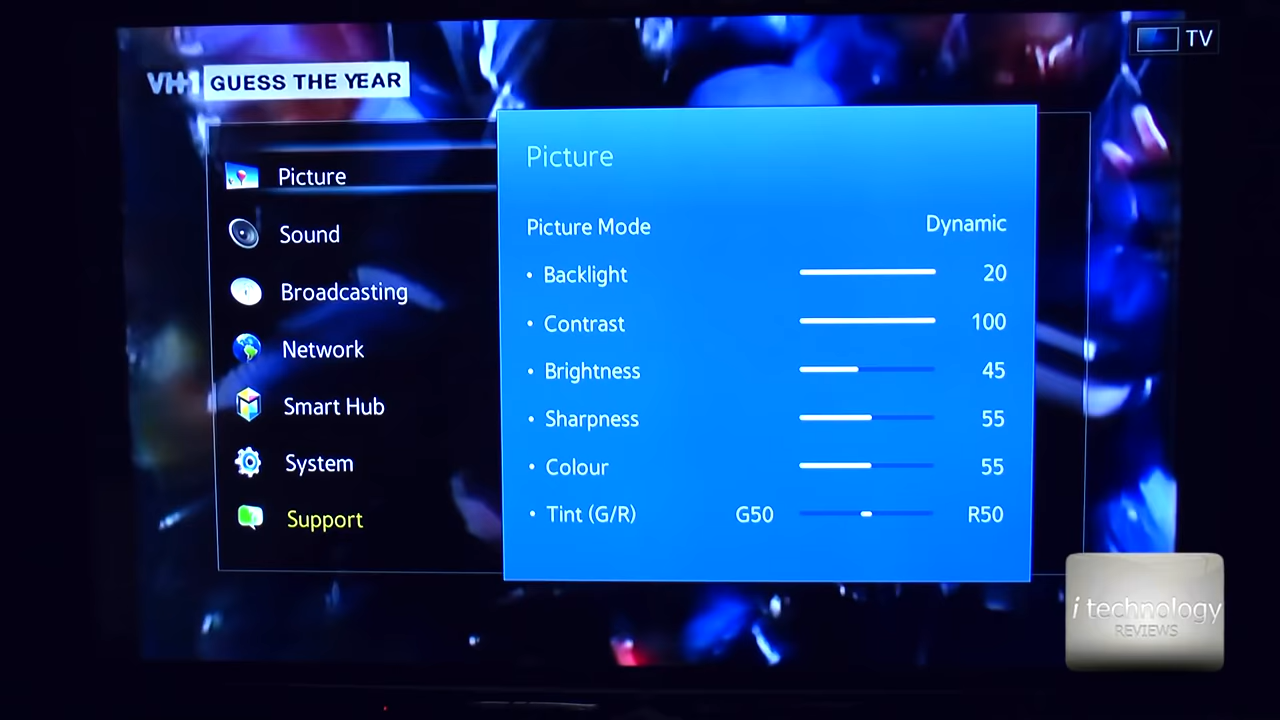 TV
VH1 GUESS THE YEAR
Picture
Sound
Broadcasting
Network
Smart Hub
System
Support
Picture
Picture Mode Dynamic
• Backlight 20
• Contrast 100
• Brightness 45
• Sharpness 55
• Colour 55
• Tint (G/R) G50 R50
i technology
REVIEWS